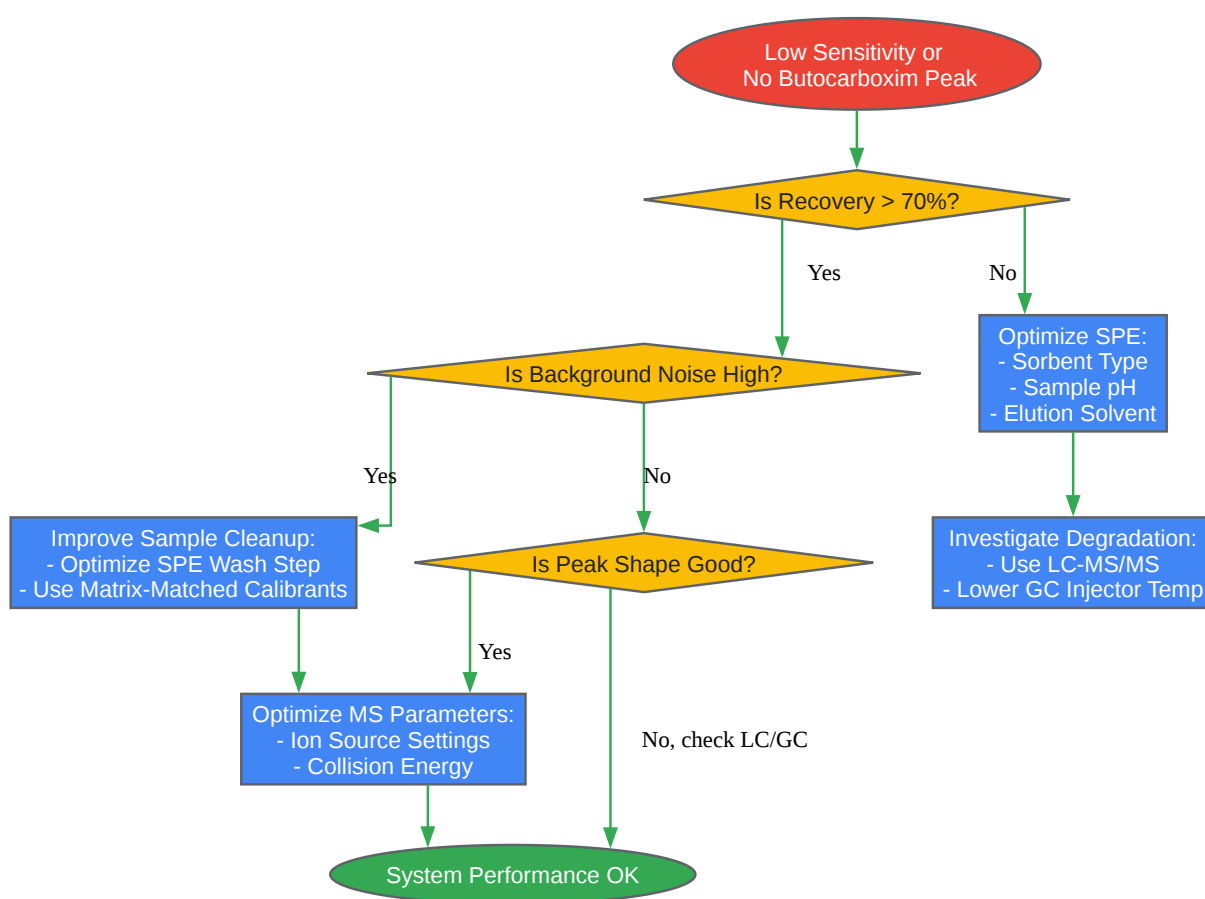 Low Sensitivity or
No Butocarboxim Peak
Is Recovery > 70%?
Yes
No
Optimize SPE:
- Sorbent Type
- Sample pH
- Elution Solvent
Is Background Noise High?
Yes
No
Improve Sample Cleanup:
- Optimize SPE Wash Step
- Use Matrix-Matched Calibrants
Is Peak Shape Good?
Investigate Degradation:
- Use LC-MS/MS
- Lower GC Injector Temp
Yes
No, check LC/GC
Optimize MS Parameters:
- Ion Source Settings
- Collision Energy
System Performance OK